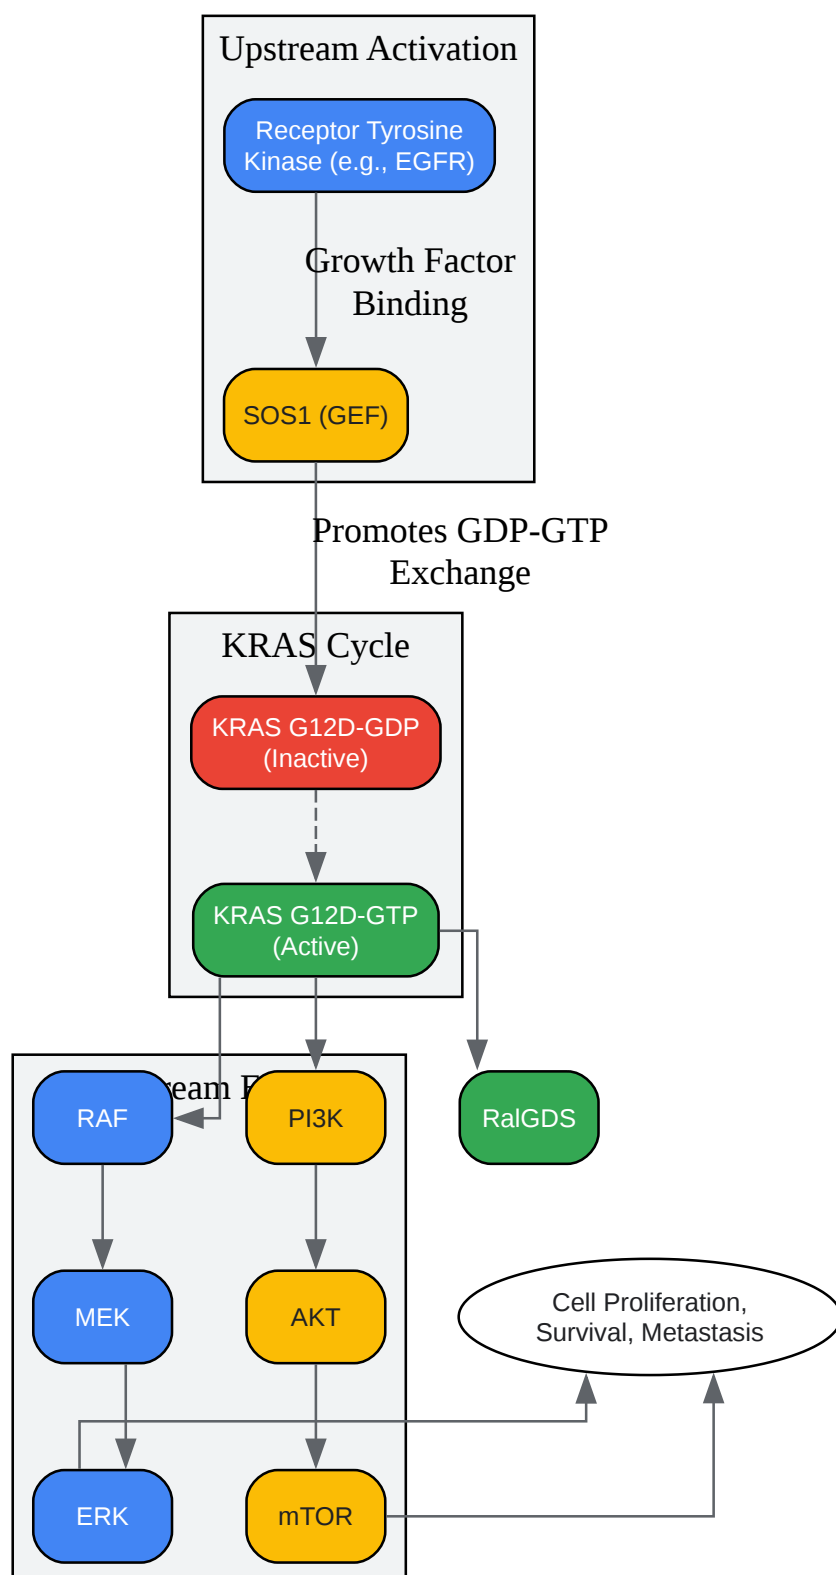 Upstream Activation
Receptor Tyrosine
Kinase (e.g., EGFR)
Growth Factor
Binding
SOS1 (GEF)
Promotes GDP-GTP
Exchange
KRAS Cycle
KRAS G12D-GDP
(Inactive)
KRAS G12D-GTP
(Active)
RAF
PI3K
RalGDS
MEK
AKT
Cell Proliferation,
Survival, Metastasis
ERK
mTOR